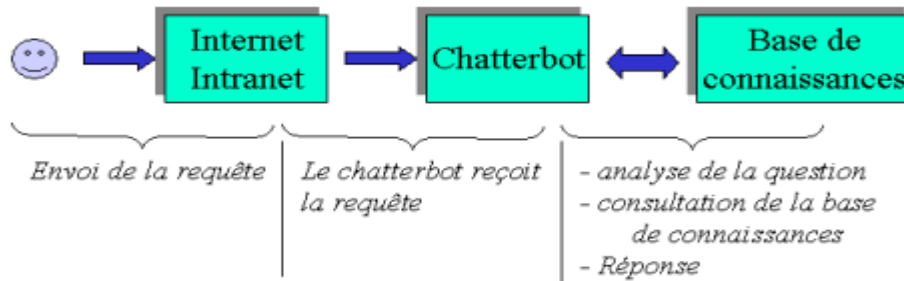 Internet
Intranet
Chatterbot
Base de
connaissances
Envoi de la requête
Le chatterbot reçoit
la requête
- analyse de la question
- consultation de la base
de connaissances
- Réponse